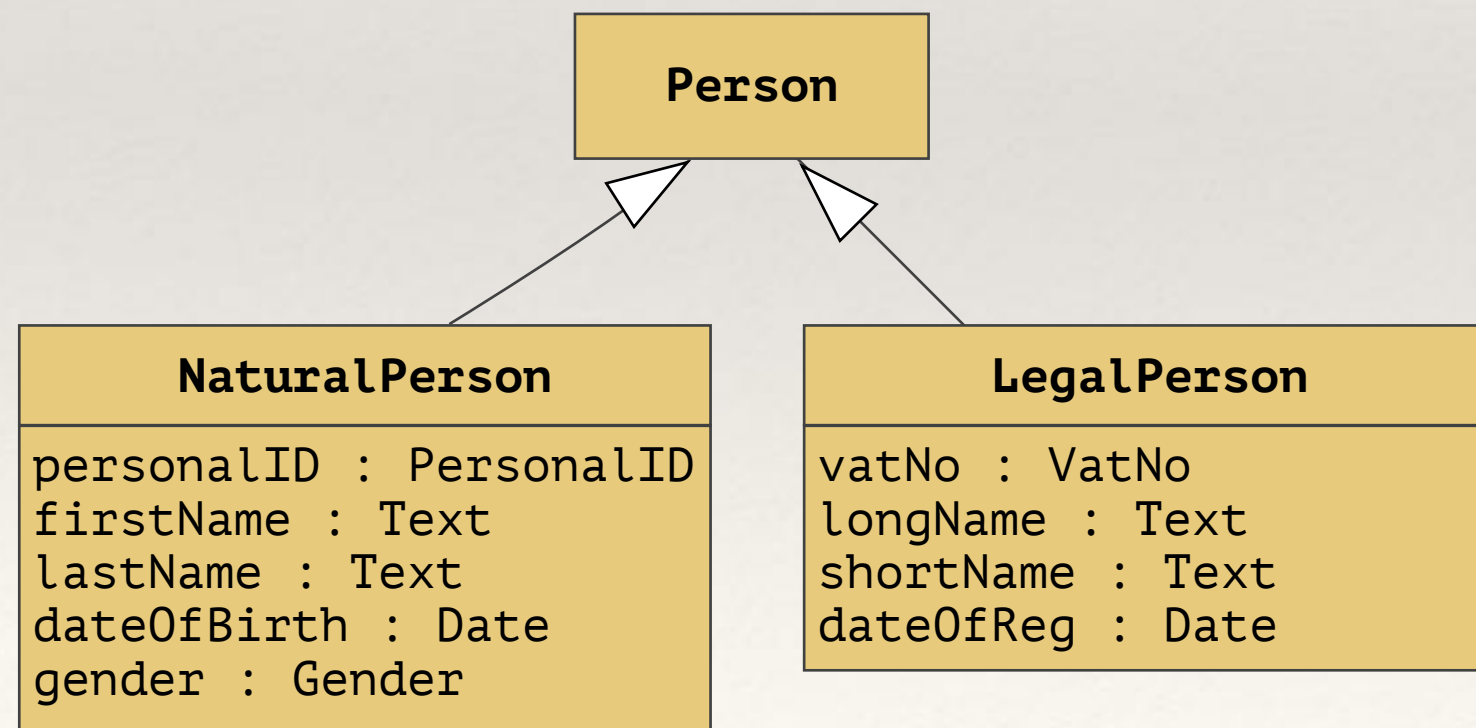 Person
NaturalPerson
personalID : PersonalID
firstName : Text
lastName : Text
dateOfBirth : Date
gender : Gender
LegalPerson
vatNo : VatNo
longName : Text
shortName : Text
dateOfReg : Date